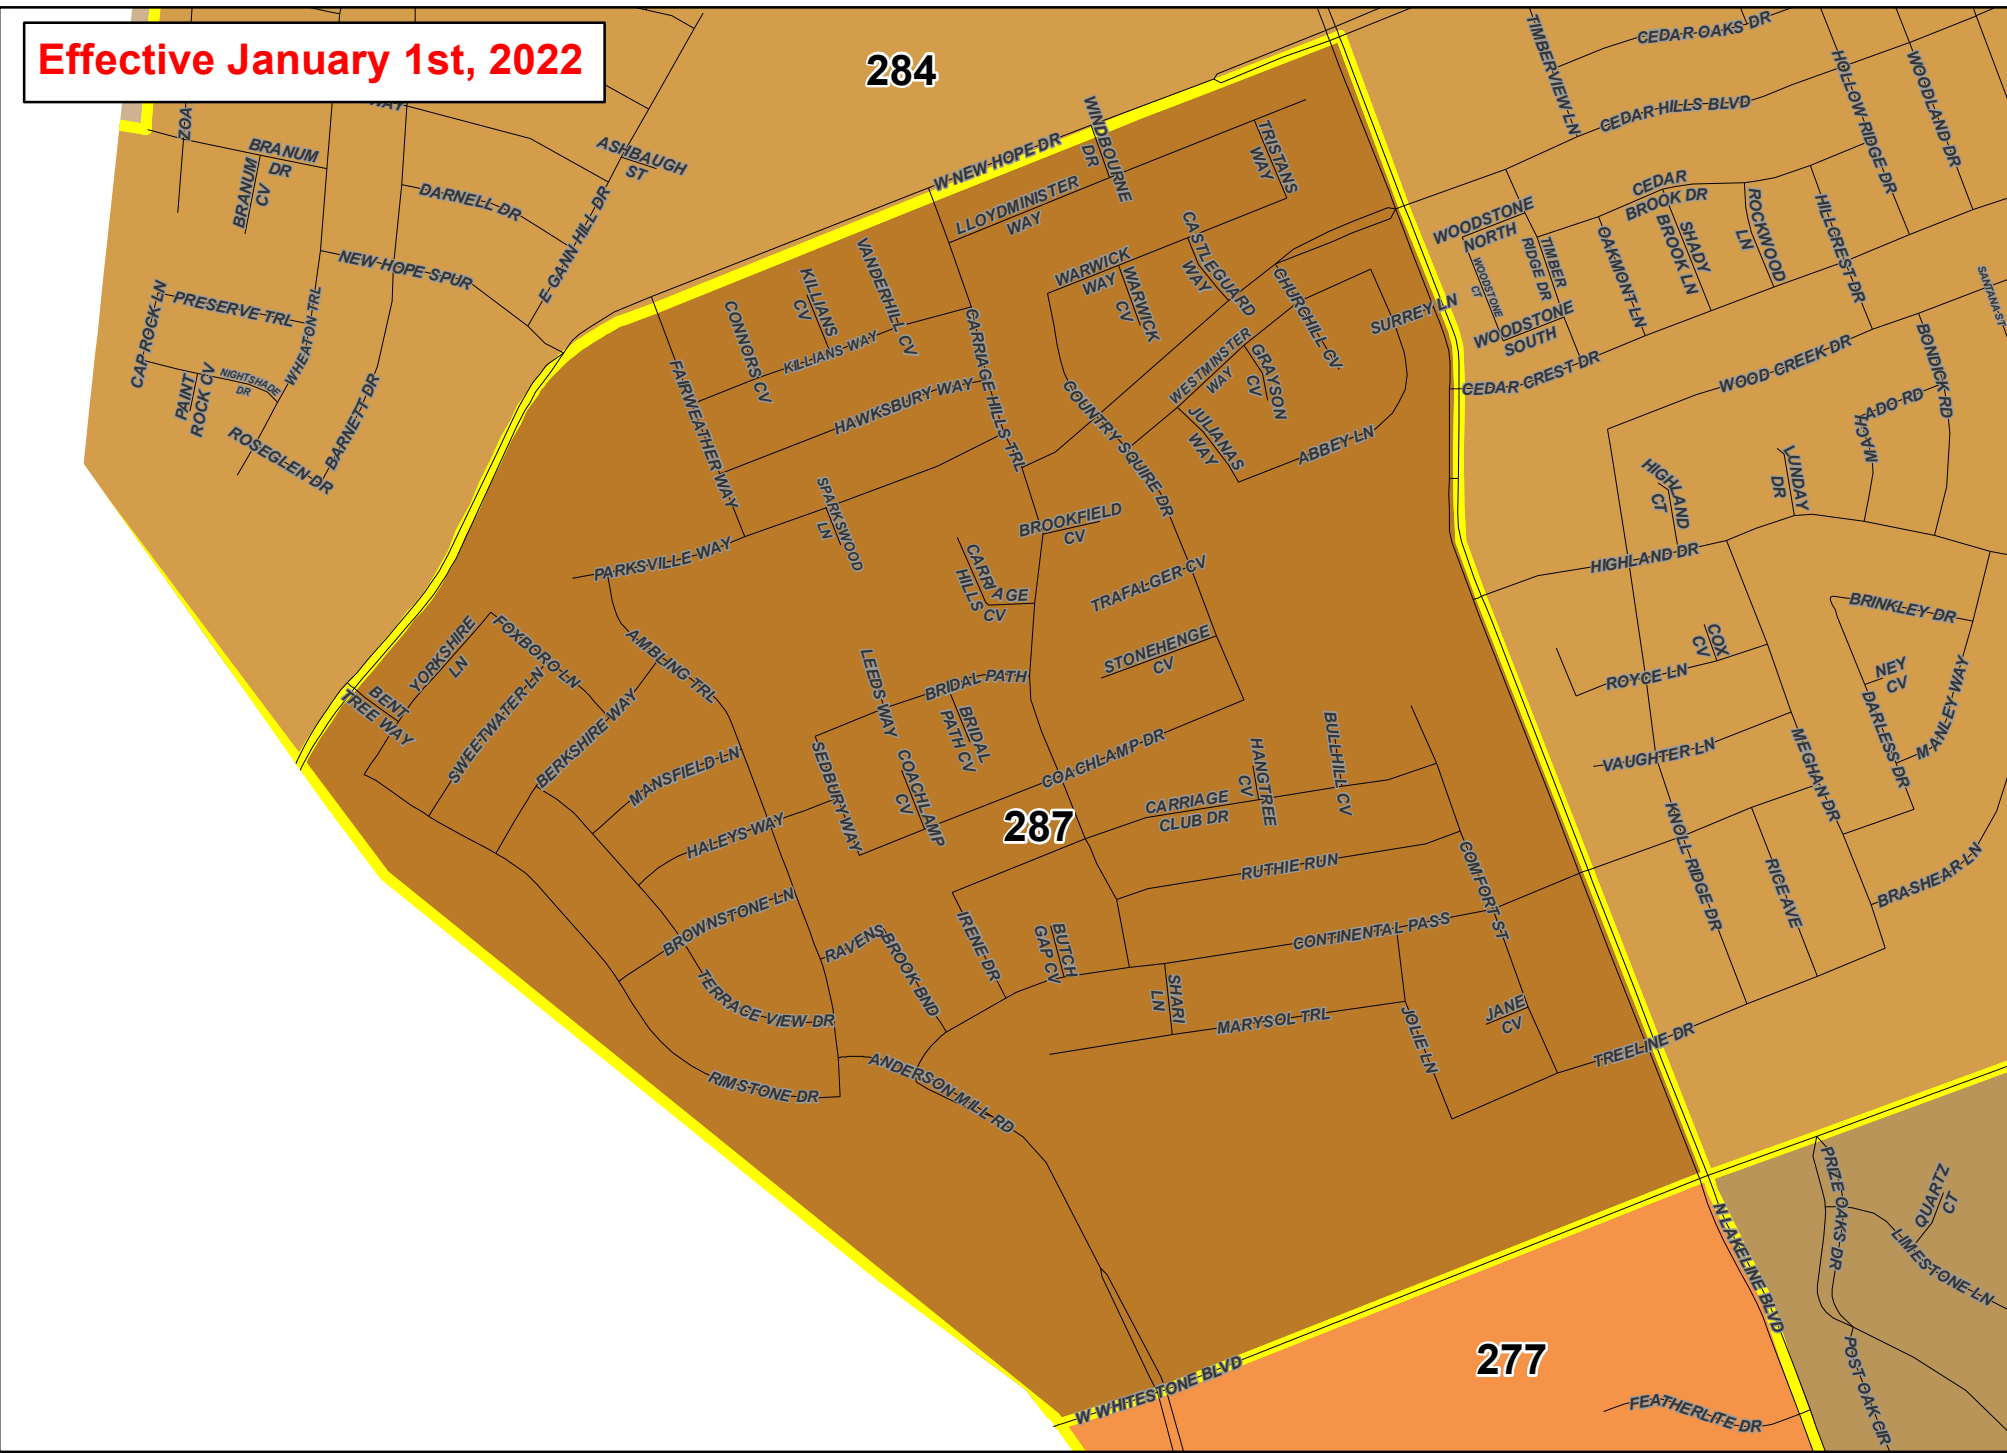 Effective January 1st, 2022
284
287
277
ZOA
WAY
BRANUM
DR
BRANUM
CV
ASHBAUGH
ST
DARNELL DR
E GANN HILL DR
NEW HOPE SPUR
PRESERVE TRL
CAP ROCK LN
WHEATON TRL
PAINT
ROCK CV
NIGHTSHADE
DR
ROSEGLEN DR
BARNETT DR
W NEW HOPE DR
WINDBOURNE
DR
TRISTANS
WAY
LLOYDMINISTER
WAY
CASTLEGUARD
WAY
WARWICK
WAY
WARWICK
CV
VANDERHILL CV
KILLIANS
CV
CONNORS CV
KILLIANS WAY
CARRIAGE HILLS TRL
CHURCHILL CV
SURREY LN
WESTMINSTER
WAY
GRAYSON
CV
JULIANAS
WAY
ABBEY LN
COUNTRY SQUIRE DR
FAIRWEATHER WAY
HAWKSBURY WAY
SPARKSWOOD
LN
PARKSVILLE WAY
BROOKFIELD
CV
CARRIAGE
HILLS
CV
TRAFALGER CV
STONEHENGE
CV
YORKSHIRE
LN
FOXBORO LN
BENT
TREE WAY
SWEETWATER LN
BERKSHIRE WAY
AMBLING TRL
MANSFIELD LN
LEEDS WAY
BRIDAL PATH
BRIDAL
PATH CV
SEDBURY WAY
COACHLAMP
CV
COACHLAMP DR
HANGTREE
CV
BULLHILL CV
CARRIAGE
CLUB DR
HALEYS WAY
RUTHIE RUN
COMFORT ST
BROWNSTONE LN
RAVENS
BROOK BND
IRENE DR
BUTCH
GAP CV
CONTINENTAL PASS
SHARI
LN
MARYSOL TRL
JOLIE LN
JANE
CV
TERRACE VIEW DR
RIMSTONE DR
ANDERSON MILL RD
TREELINE DR
W WHITESTONE BLVD
N LAKELINE BLVD
FEATHERLITE DR
TIMBERVIEW LN
CEDAR OAKS DR
CEDAR HILLS BLVD
HOLLOW RIDGE DR
WOODLAND DR
CEDAR
BROOK DR
WOODSTONE
NORTH
WOODSTONE
CT
TIMBER
RIDGE DR
WOODSTONE
SOUTH
OAKMONT LN
SHADY
BROOK LN
ROCKWOOD
LN
HILLCREST DR
SANTANA ST
CEDAR CREST DR
WOOD CREEK DR
BONDICK RD
ADO RD
MACH
HIGHLAND
CT
LUNDAY
DR
HIGHLAND DR
BRINKLEY DR
COX
CV
ROYCE LN
NEY
CV
DARLESS DR
MANLEY WAY
VAUGHTER LN
MEGHAN DR
KNOLL RIDGE DR
RICE AVE
BRASHEAR LN
PRIZE OAKS DR
QUARTZ
CT
LIMESTONE LN
POST OAK CIR